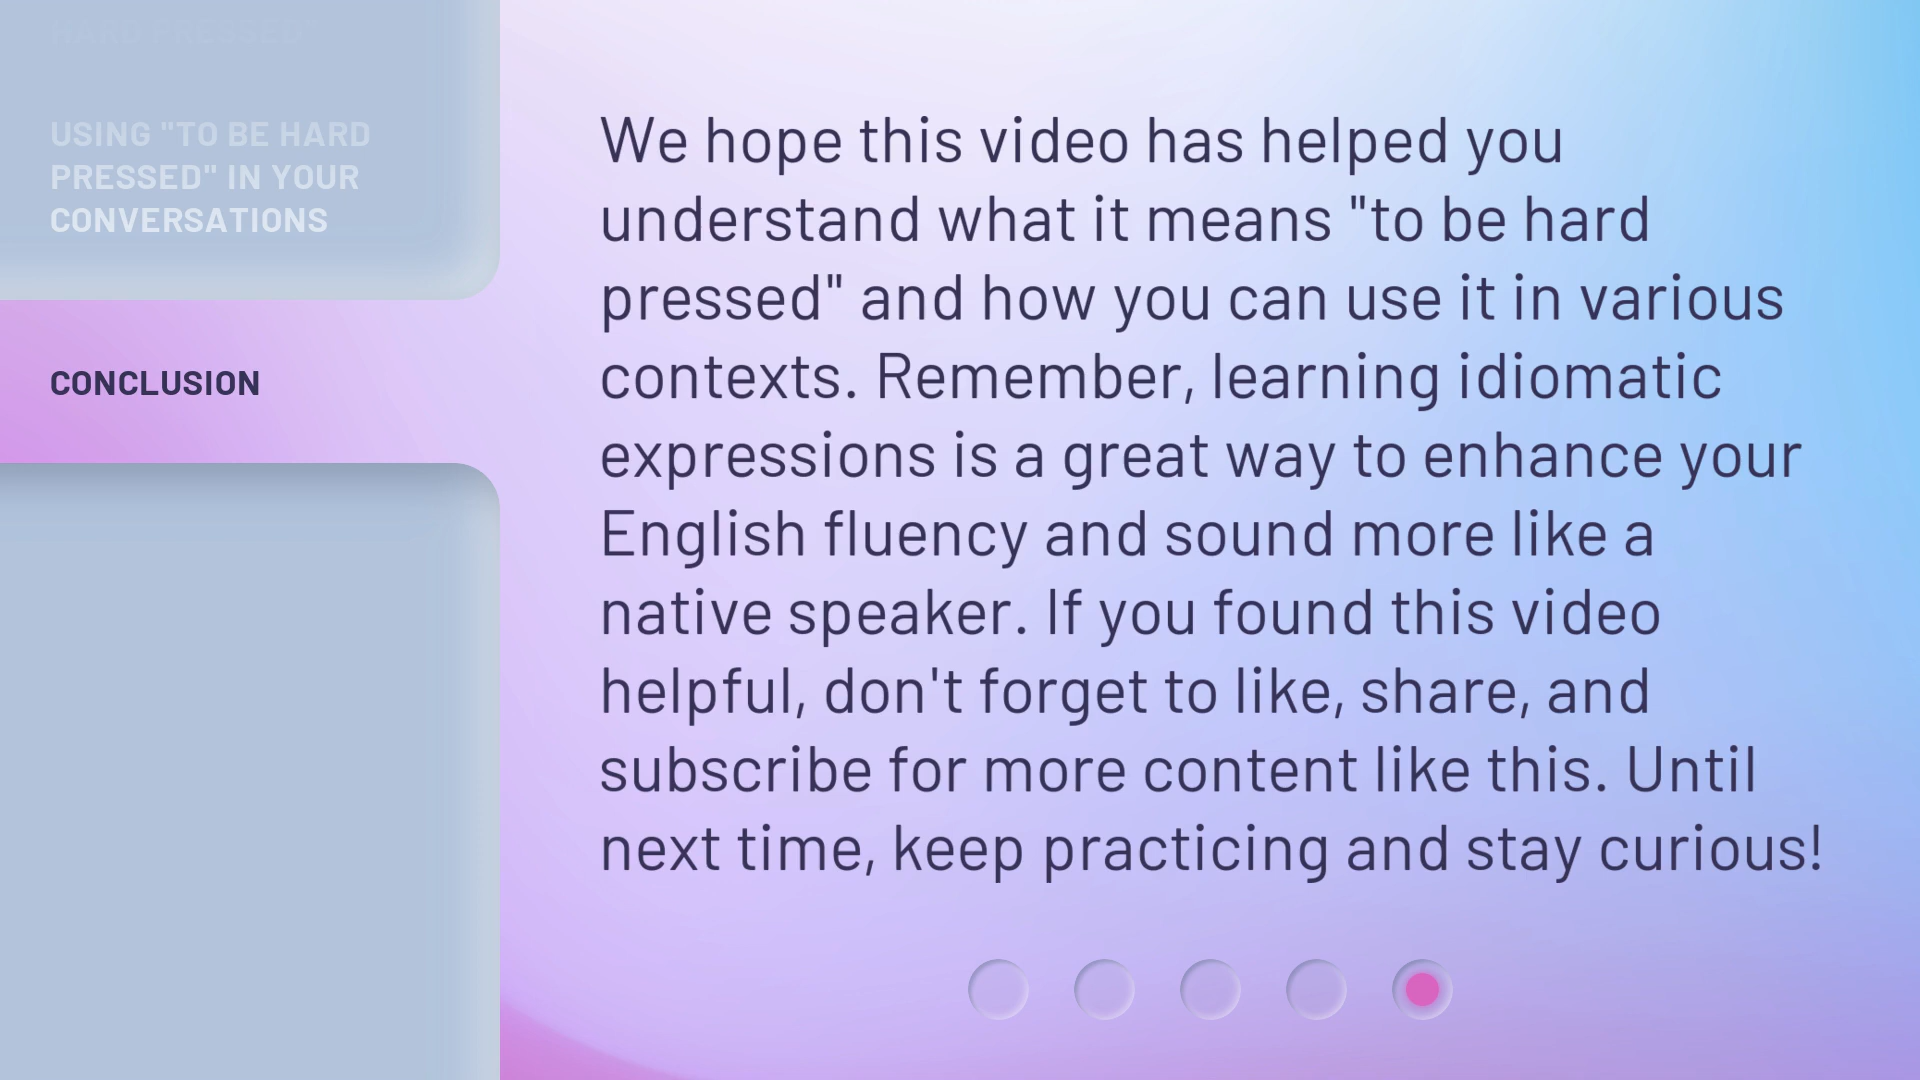 HARD PRESSED"
USING "TO BE HARD
PRESSED" IN YOUR
CONVERSATIONS
CONCLUSION
We hope this video has helped you
understand what it means "to be hard
pressed" and how you can use it in various
contexts. Remember, learning idiomatic
expressions is a great way to enhance your
English fluency and sound more like a
native speaker. If you found this video
helpful, don't forget to like, share, and
subscribe for more content like this. Until
next time, keep practicing and stay curious!